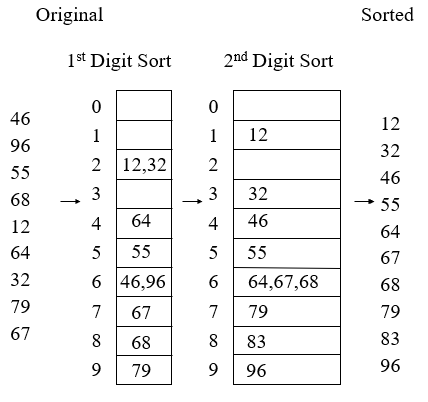 Original Sorted
1st Digit Sort 2nd Digit Sort
0 0
46 1 1 12 12
96 2 12,32 2 32
55 3 3 32 46
68 4 64 4 46 55
12 5 55 5 55 64
64 6 46,96 6 64,67,68 67
32 7 67 7 79 68
79 8 68 8 83 79
67 9 79 9 96 83
96